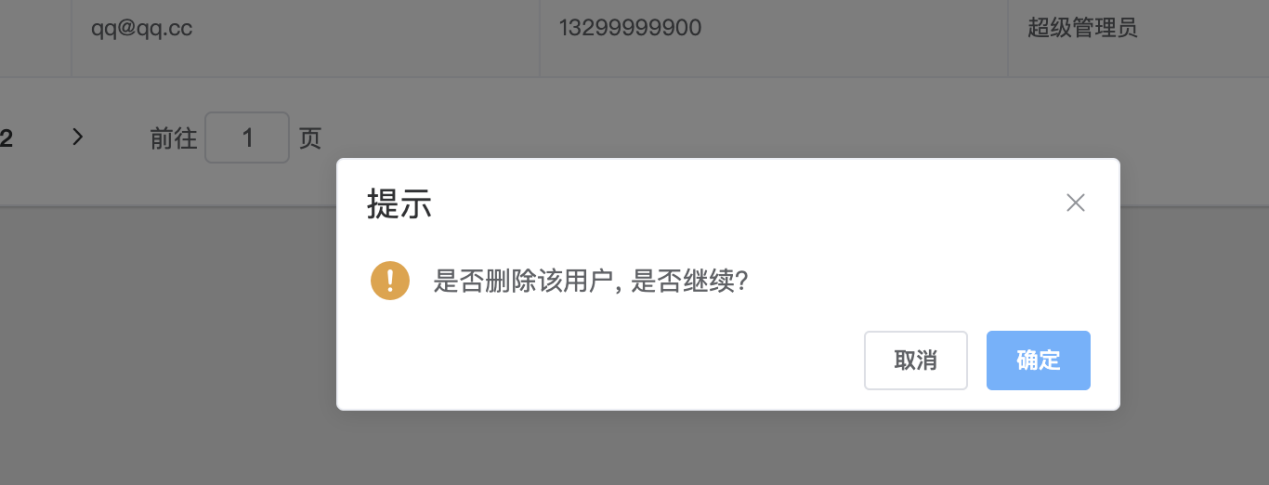 qq@qq.cc 13299999900 超级管理员
2 前往 1 页
提示
是否删除该用户, 是否继续?
取消 确定